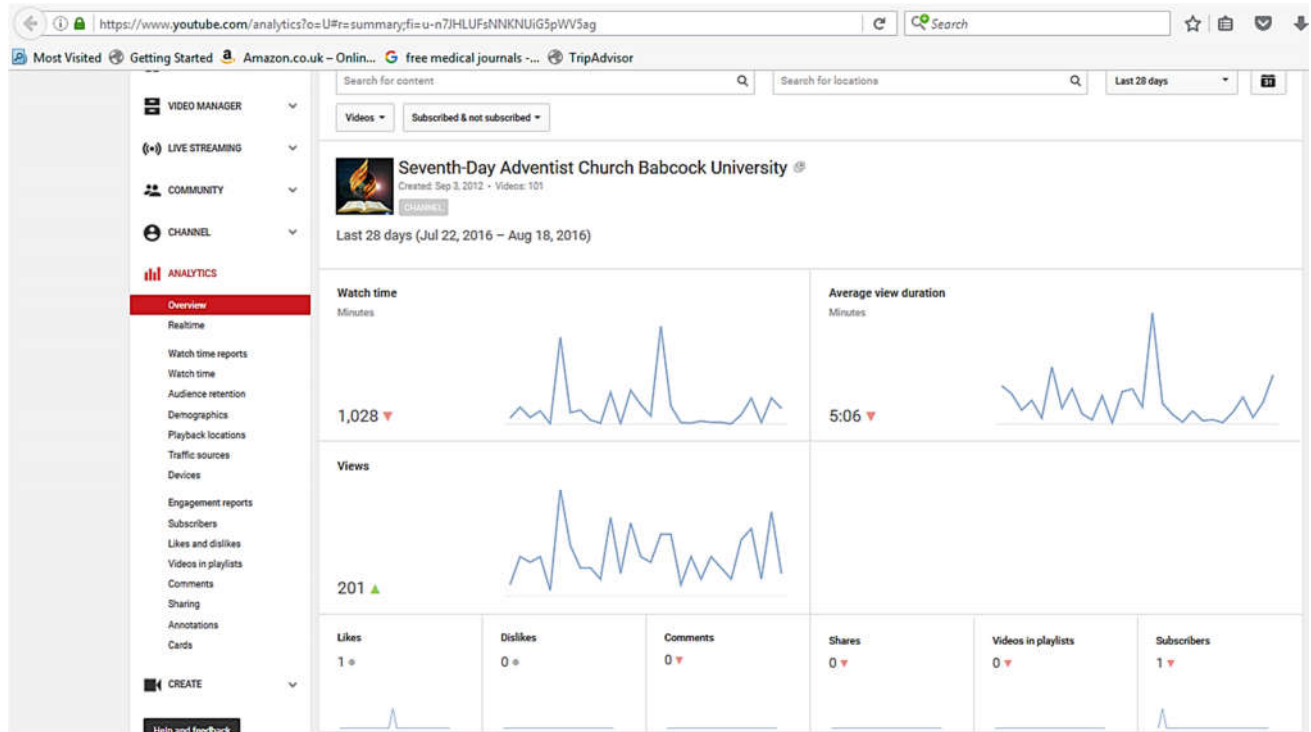 https://www.youtube.com/analytics?o=U#r=summary;fi=u-n7JHLUFsNNKNUiG5pWV5ag
Search
Most Visited Getting Started Amazon.co.uk – Onlin... free medical journals -... TripAdvisor
Search for content Search for locations Last 28 days
Videos Subscribed & not subscribed
VIDEO MANAGER
LIVE STREAMING
COMMUNITY
CHANNEL
ANALYTICS
Overview
Realtime
Watch time reports
Watch time
Audience retention
Demographics
Playback locations
Traffic sources
Devices
Engagement reports
Subscribers
Likes and dislikes
Videos in playlists
Comments
Sharing
Annotations
Cards
CREATE
Help and feedback
Seventh-Day Adventist Church Babcock University
Created: Sep 3, 2012 • Videos: 101
CHANNEL
Last 28 days (Jul 22, 2016 – Aug 18, 2016)
Watch time
Minutes
1,028
Average view duration
Minutes
5:06
Views
201
Likes Dislikes Comments Shares Videos in playlists Subscribers
1 0 0 0 0 1